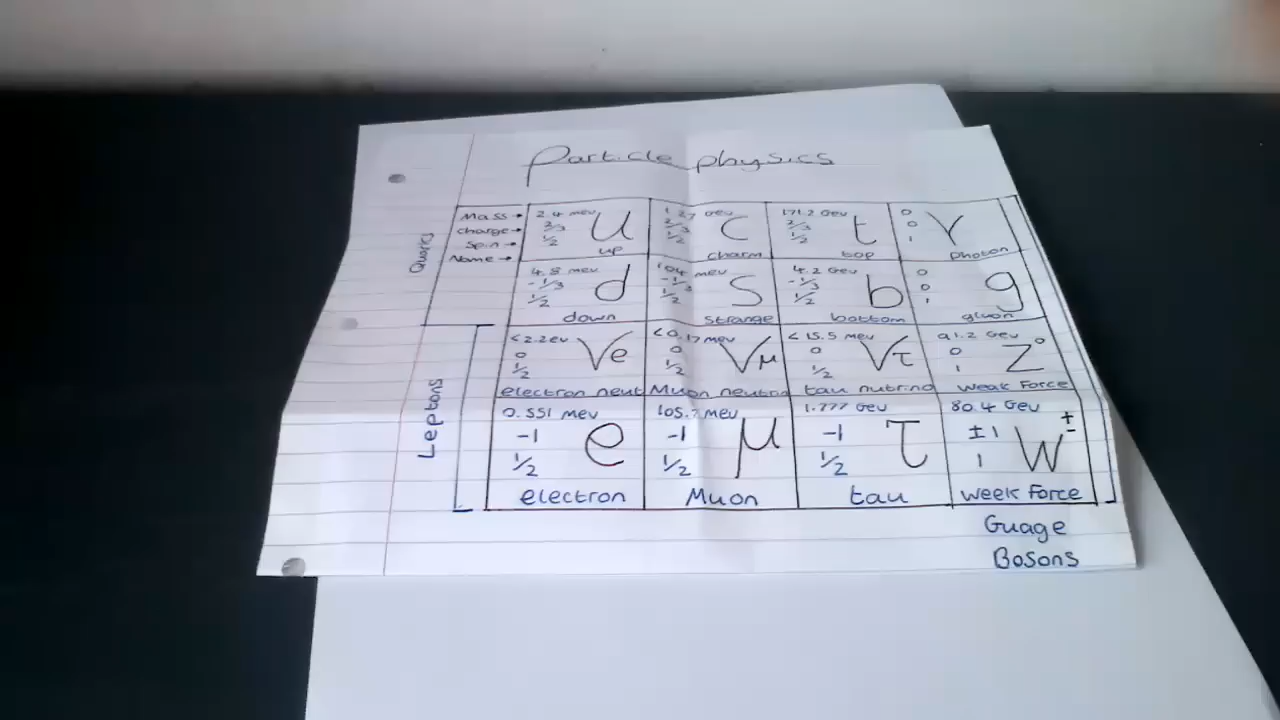 Particle physics
Quarks
Mass → 2.4 mev 1.27 Gev 171.2 Gev 0
charge → 2/3 u 2/3 c 2/3 t 0 γ
Spin → 1/2 1/2 1/2 1
Name → up charm top photon
4.8 mev 104 mev 4.2 Gev 0
-1/3 d -1/3 s -1/3 b 0 g
1/2 1/2 1/2 1
down strange bottom gluon
Leptons
<2.2ev <0.17 mev <15.5 mev 91.2 Gev
0 Ve 0 Vμ 0 Vτ 0 Z⁰
1/2 1/2 1/2 1
electron neut Muon neutrino tau nutrino weak Force
0.551 mev 105.7 mev 1.777 Gev 80.4 Gev
-1 e -1 μ -1 τ ±1 W±
1/2 1/2 1/2 1
electron Muon tau week Force
Guage
Bosons